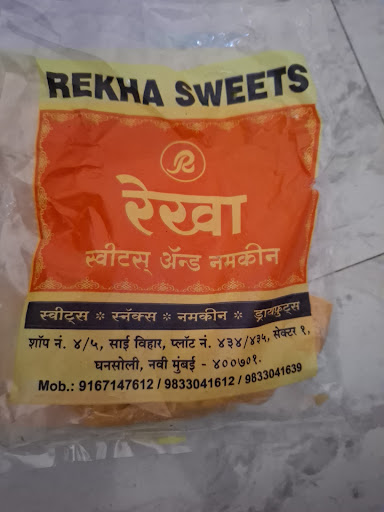 REKHA SWEETS
R
रेखा
स्वीटस् ॲन्ड नमकीन
स्वीट्स * स्नॅक्स * नमकीन * ड्रायफ्रुट्स
शॉप नं. ४/५, साई विहार, प्लॉट नं. ४३४/४३५, सेक्टर १,
घनसोली, नवी मुंबई - ४००७०१.
Mob.: 9167147612 / 9833041612 / 9833041639